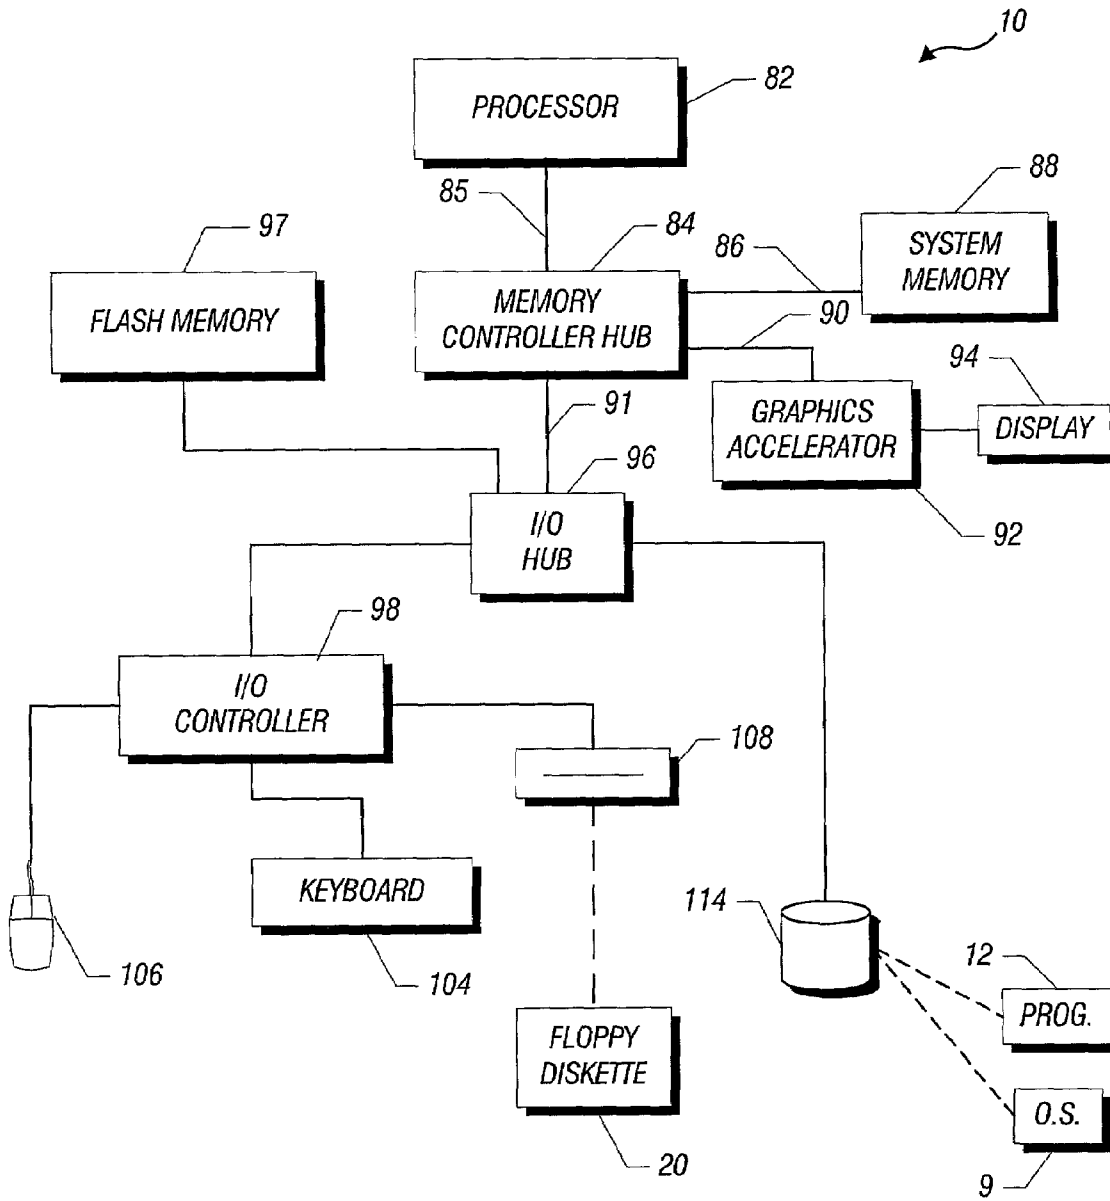 10
PROCESSOR
82
85
84
88
97
86
SYSTEM
MEMORY
FLASH MEMORY
MEMORY
CONTROLLER HUB
90
94
91
GRAPHICS
ACCELERATOR
DISPLAY
96
I/O
HUB
92
98
I/O
CONTROLLER
108
KEYBOARD
114
106
104
12
PROG.
FLOPPY
DISKETTE
O.S.
20
9